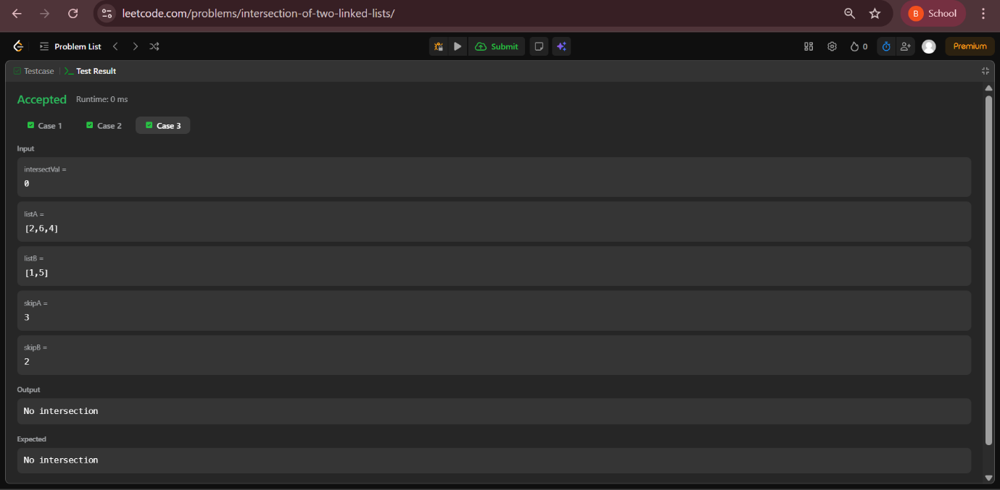 leetcode.com/problems/intersection-of-two-linked-lists/
B School
Problem List
Submit
0
Premium
Testcase
Test Result
Accepted Runtime: 0 ms
Case 1 Case 2 Case 3
Input
intersectVal =
0
listA =
[2,6,4]
listB =
[1,5]
skipA =
3
skipB =
2
Output
No intersection
Expected
No intersection